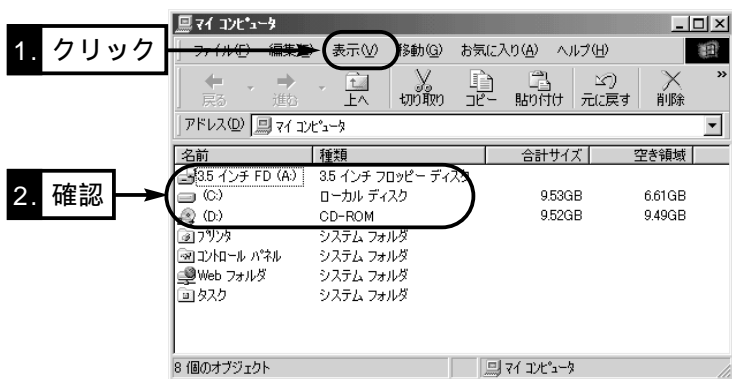 マイ コンピュータ
1. クリック
ファイル(F) 編集(E) 表示(V) 移動(G) お気に入り(A) ヘルプ(H)
戻る 進む 上へ 切り取り コピー 貼り付け 元に戻す 削除 »
アドレス(D) マイ コンピュータ
名前 種類 合計サイズ 空き領域
2. 確認
3.5 インチ FD (A:) 3.5 インチ フロッピー ディスク
(C:) ローカル ディスク 9.53GB 6.61GB
(D:) CD-ROM 9.52GB 9.49GB
プリンタ システム フォルダ
コントロール パネル システム フォルダ
Web フォルダ システム フォルダ
タスク システム フォルダ
8 個のオブジェクト マイ コンピュータ